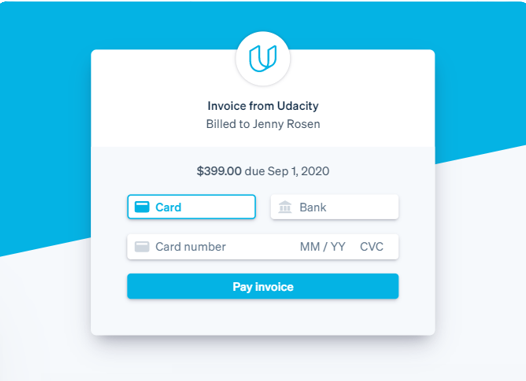 Invoice from Udacity
Billed to Jenny Rosen
$399.00 due Sep 1, 2020
Card Bank
Card number MM / YY CVC
Pay invoice